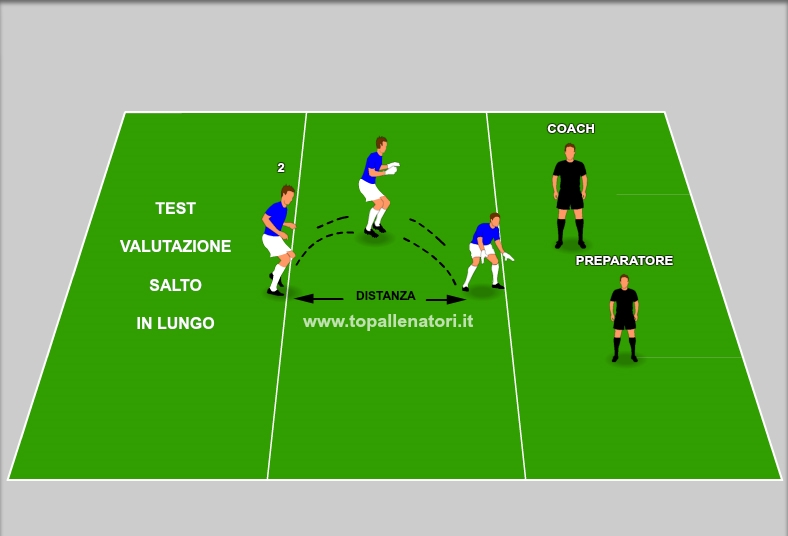 COACH
2
TEST
VALUTAZIONE
SALTO
IN LUNGO
PREPARATORE
DISTANZA
www.topallenatori.it